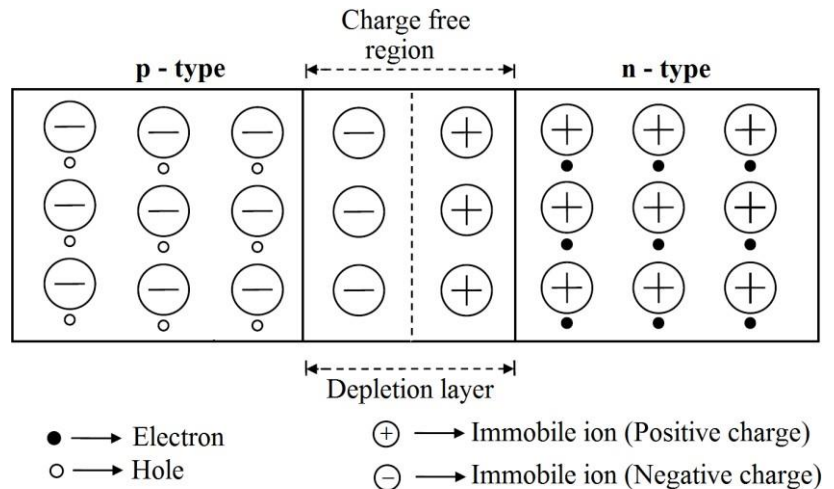 Charge free
region
p - type
n - type
Depletion layer
Electron
Hole
Immobile ion (Positive charge)
Immobile ion (Negative charge)